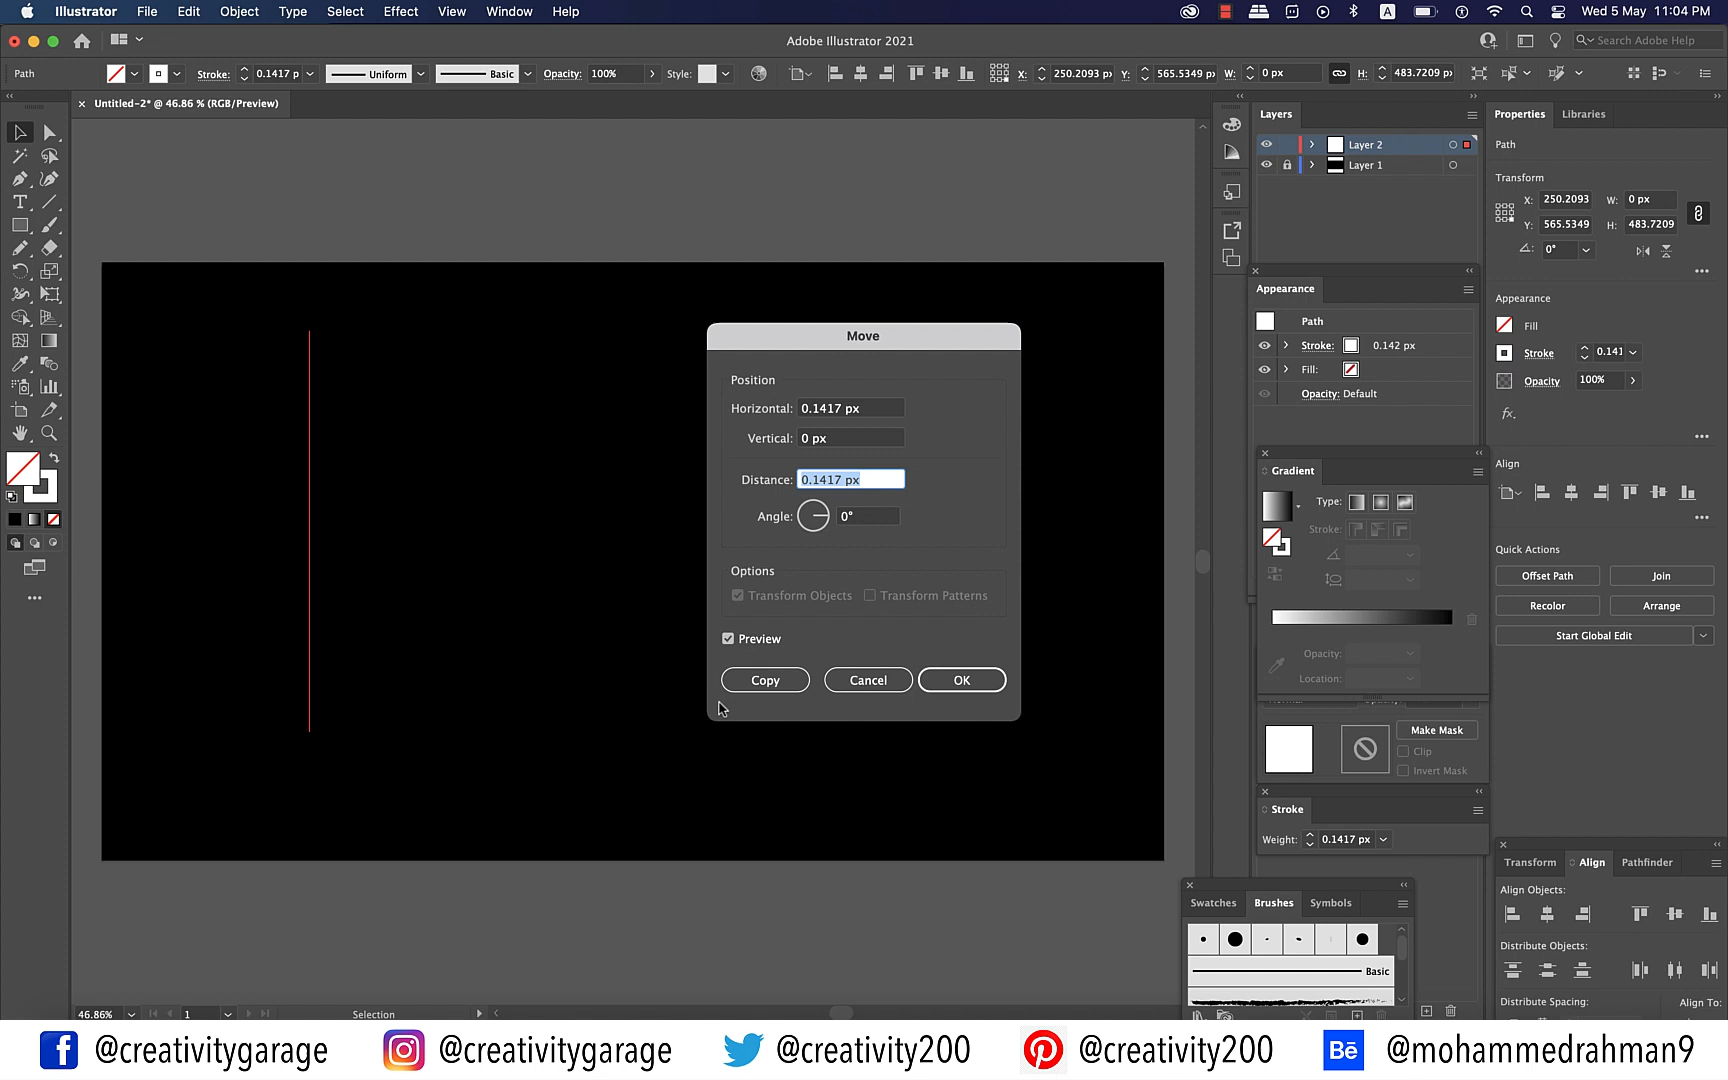 Illustrator File Edit Object Type Select Effect View Window Help
A
Wed 5 May 11:04 PM
Adobe Illustrator 2021
Search Adobe Help
Path Stroke: 0.1417 p Uniform Basic Opacity: 100% Style: X: 250.2093 p Y: 565.5349 p W: 0 px H: 483.7209 p
Untitled-2* @ 46.86 % (RGB/Preview)
Layers
Layer 2
Layer 1
Properties Libraries
Path
Transform
X: 250.2093 W: 0 px
Y: 565.5349 H: 483.7209
0°
Appearance
Fill
Stroke 0.141
Opacity 100%
fx.
Align
Quick Actions
Offset Path Join
Recolor Arrange
Start Global Edit
Appearance
Path
Stroke: 0.142 px
Fill:
Opacity: Default
Gradient
Type:
Stroke:
Opacity:
Location:
Make Mask
Clip
Invert Mask
Stroke
Weight: 0.1417 px
Move
Position
Horizontal: 0.1417 px
Vertical: 0 px
Distance: 0.1417 px
Angle: 0°
Options
Transform Objects Transform Patterns
Preview
Copy Cancel OK
Swatches Brushes Symbols
Basic
Transform Align Pathfinder
Align Objects:
Distribute Objects:
Distribute Spacing: Align To:
46.86% 1 Selection
@creativitygarage @creativitygarage @creativity200 @creativity200 Bē @mohammedrahman9